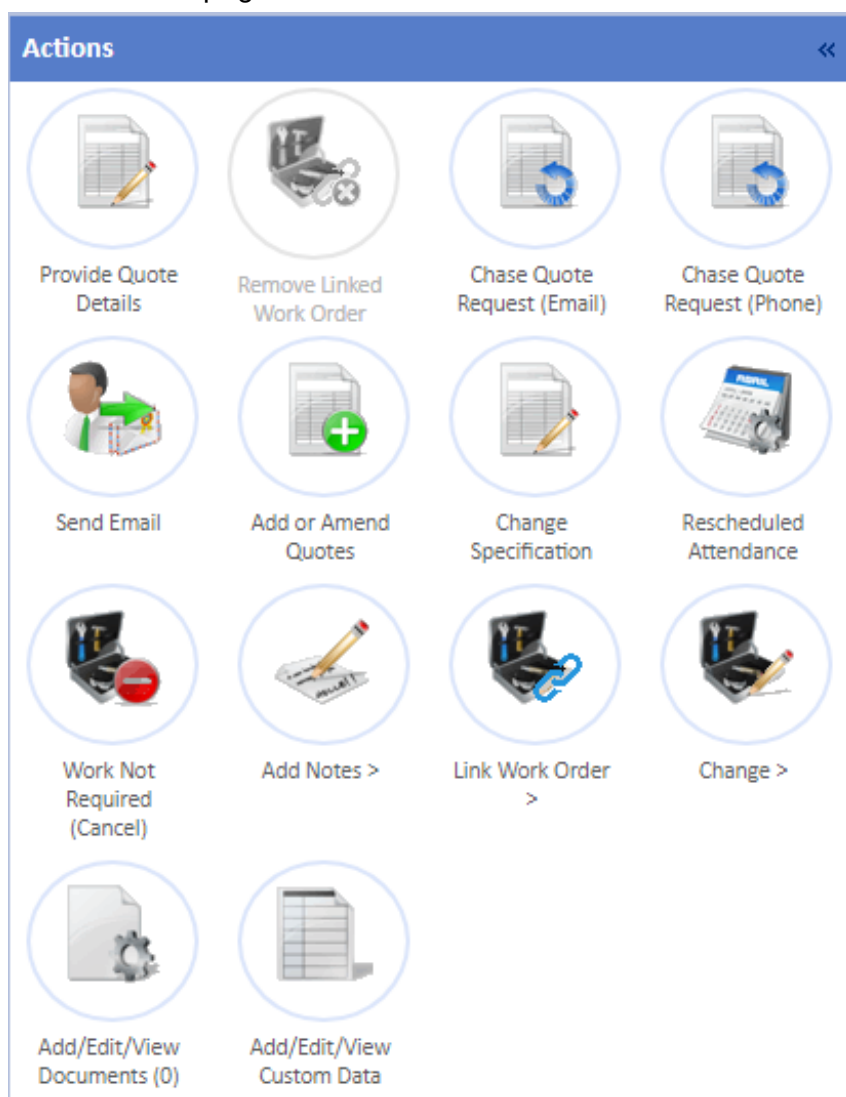 Actions
Provide Quote
Details
Remove Linked
Work Order
Chase Quote
Request (Email)
Chase Quote
Request (Phone)
Send Email
Add or Amend
Quotes
Change
Specification
Rescheduled
Attendance
Work Not
Required
(Cancel)
Add Notes >
Link Work Order
>
Change >
Add/Edit/View
Documents (0)
Add/Edit/View
Custom Data